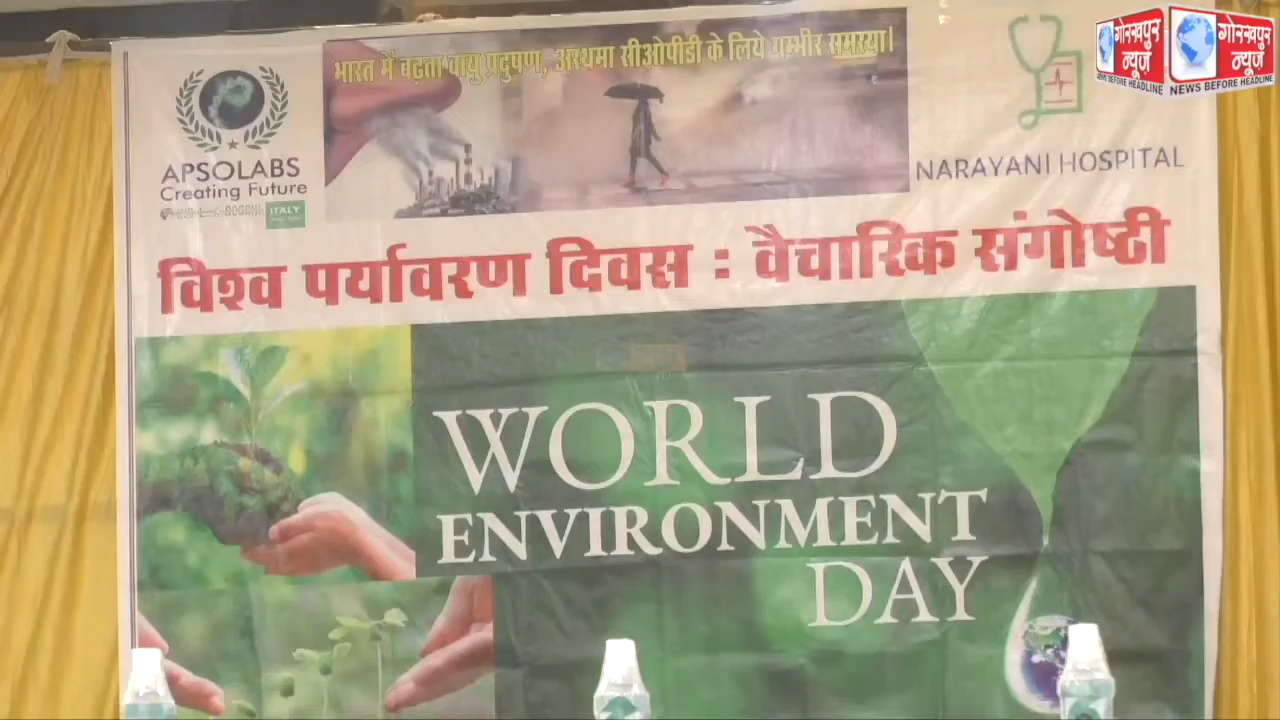 भारत में बढ़ता वायु प्रदुषण, अस्थमा सीओपीडी के लिये गम्भीर समस्या।
गोरखपुर न्यूज़
NEWS BEFORE HEADLINE
गोरखपुर न्यूज़
NEWS BEFORE HEADLINE
APSOLABS
Creating Future
ITALY
NARAYANI HOSPITAL
विश्व पर्यावरण दिवस : वैचारिक संगोष्ठी
WORLD
ENVIRONMENT
DAY